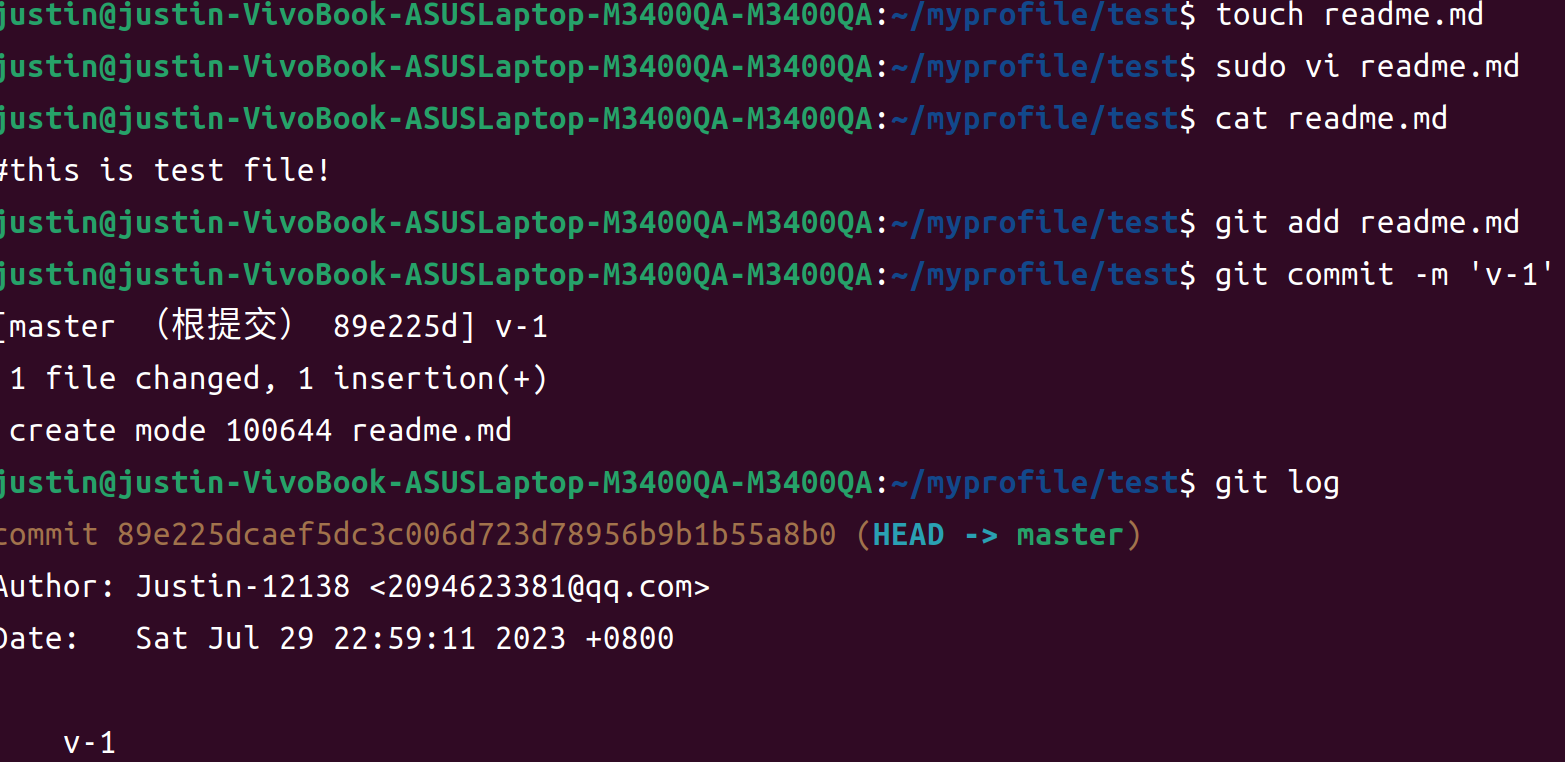 justin@justin-VivoBook-ASUSLaptop-M3400QA-M3400QA:~/myprofile/test$ touch readme.md
justin@justin-VivoBook-ASUSLaptop-M3400QA-M3400QA:~/myprofile/test$ sudo vi readme.md
justin@justin-VivoBook-ASUSLaptop-M3400QA-M3400QA:~/myprofile/test$ cat readme.md
#this is test file!
justin@justin-VivoBook-ASUSLaptop-M3400QA-M3400QA:~/myprofile/test$ git add readme.md
justin@justin-VivoBook-ASUSLaptop-M3400QA-M3400QA:~/myprofile/test$ git commit -m 'v-1'
[master （根提交） 89e225d] v-1
 1 file changed, 1 insertion(+)
 create mode 100644 readme.md
justin@justin-VivoBook-ASUSLaptop-M3400QA-M3400QA:~/myprofile/test$ git log
commit 89e225dcaef5dc3c006d723d78956b9b1b55a8b0 (HEAD -> master)
Author: Justin-12138 <2094623381@qq.com>
Date:   Sat Jul 29 22:59:11 2023 +0800
    v-1